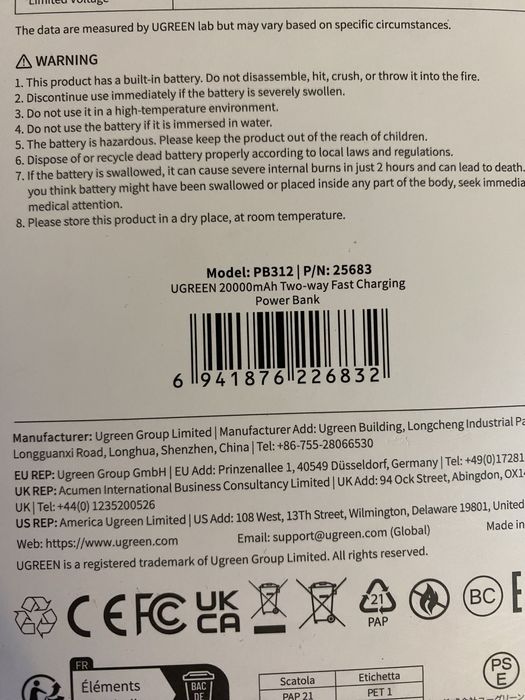 Limited Voltage
The data are measured by UGREEN lab but may vary based on specific circumstances.
WARNING
1. This product has a built-in battery. Do not disassemble, hit, crush, or throw it into the fire.
2. Discontinue use immediately if the battery is severely swollen.
3. Do not use it in a high-temperature environment.
4. Do not use the battery if it is immersed in water.
5. The battery is hazardous. Please keep the product out of the reach of children.
6. Dispose of or recycle dead battery properly according to local laws and regulations.
7. If the battery is swallowed, it can cause severe internal burns in just 2 hours and can lead to death.
you think battery might have been swallowed or placed inside any part of the body, seek immedia
medical attention.
8. Please store this product in a dry place, at room temperature.
Model: PB312 | P/N: 25683
UGREEN 20000mAh Two-way Fast Charging
Power Bank
6 941876 226832
Manufacturer: Ugreen Group Limited | Manufacturer Add: Ugreen Building, Longcheng Industrial Pa
Longguanxi Road, Longhua, Shenzhen, China | Tel: +86-755-28066530
EU REP: Ugreen Group GmbH | EU Add: Prinzenallee 1, 40549 Düsseldorf, Germany | Tel: +49(0)17281
UK REP: Acumen International Business Consultancy Limited | UK Add: 94 Ock Street, Abingdon, OX1
UK | Tel: +44(0) 1235200526
US REP: America Ugreen Limited | US Add: 108 West, 13Th Street, Wilmington, Delaware 19801, United
Web: https://www.ugreen.com Email: support@ugreen.com (Global) Made in
UGREEN is a registered trademark of Ugreen Group Limited. All rights reserved.
CE FC UK CA 21 PAP BC
FR
Éléments
BAC
DE
Scatola Etichetta
PAP 21 PET 1
PS
E